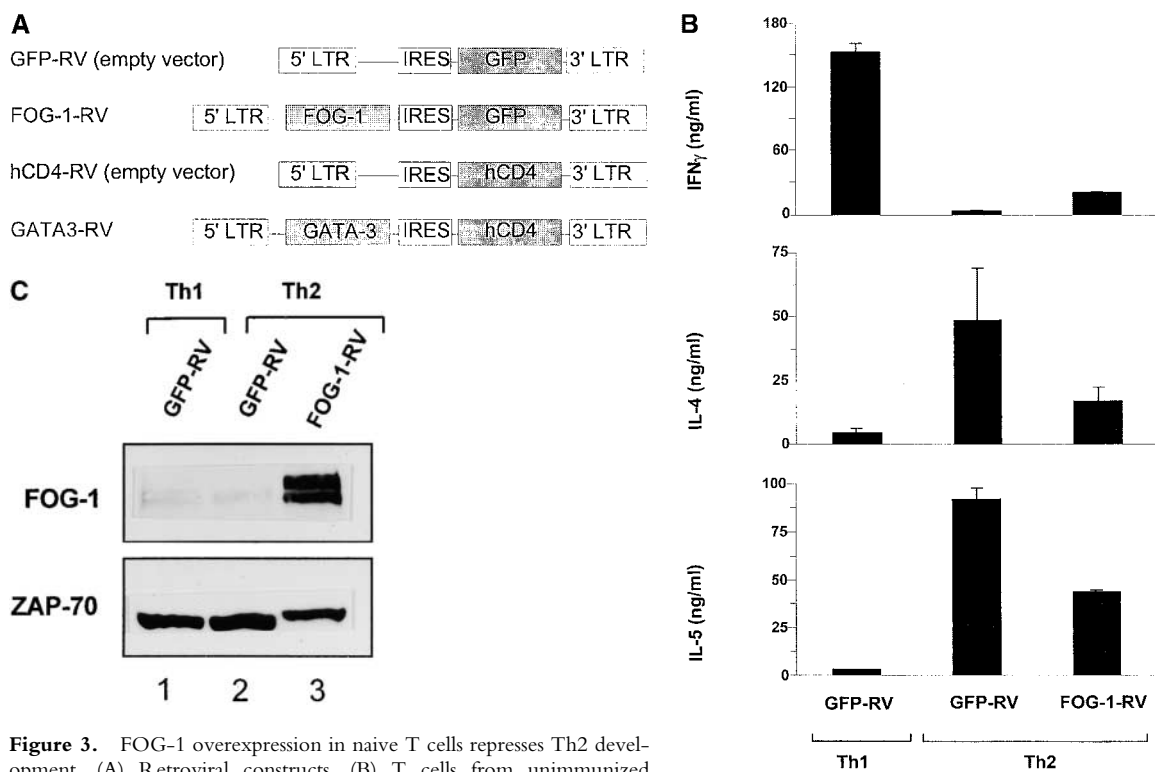 A
GFP-RV (empty vector) 5' LTR IRES GFP 3' LTR
FOG-1-RV 5' LTR FOG-1 IRES GFP 3' LTR
hCD4-RV (empty vector) 5' LTR IRES hCD4 3' LTR
GATA3-RV 5' LTR GATA-3 IRES hCD4 3' LTR
B
180
120
60
0
IFNγ (ng/ml)
75
50
25
0
IL-4 (ng/ml)
100
75
50
25
0
IL-5 (ng/ml)
GFP-RV GFP-RV FOG-1-RV
Th1 Th2
C
Th1 Th2
GFP-RV GFP-RV FOG-1-RV
FOG-1
ZAP-70
1 2 3
Figure 3. FOG-1 overexpression in naive T cells represses Th2 devel-
opment. (A) Retroviral constructs. (B) T cells from unimmunized